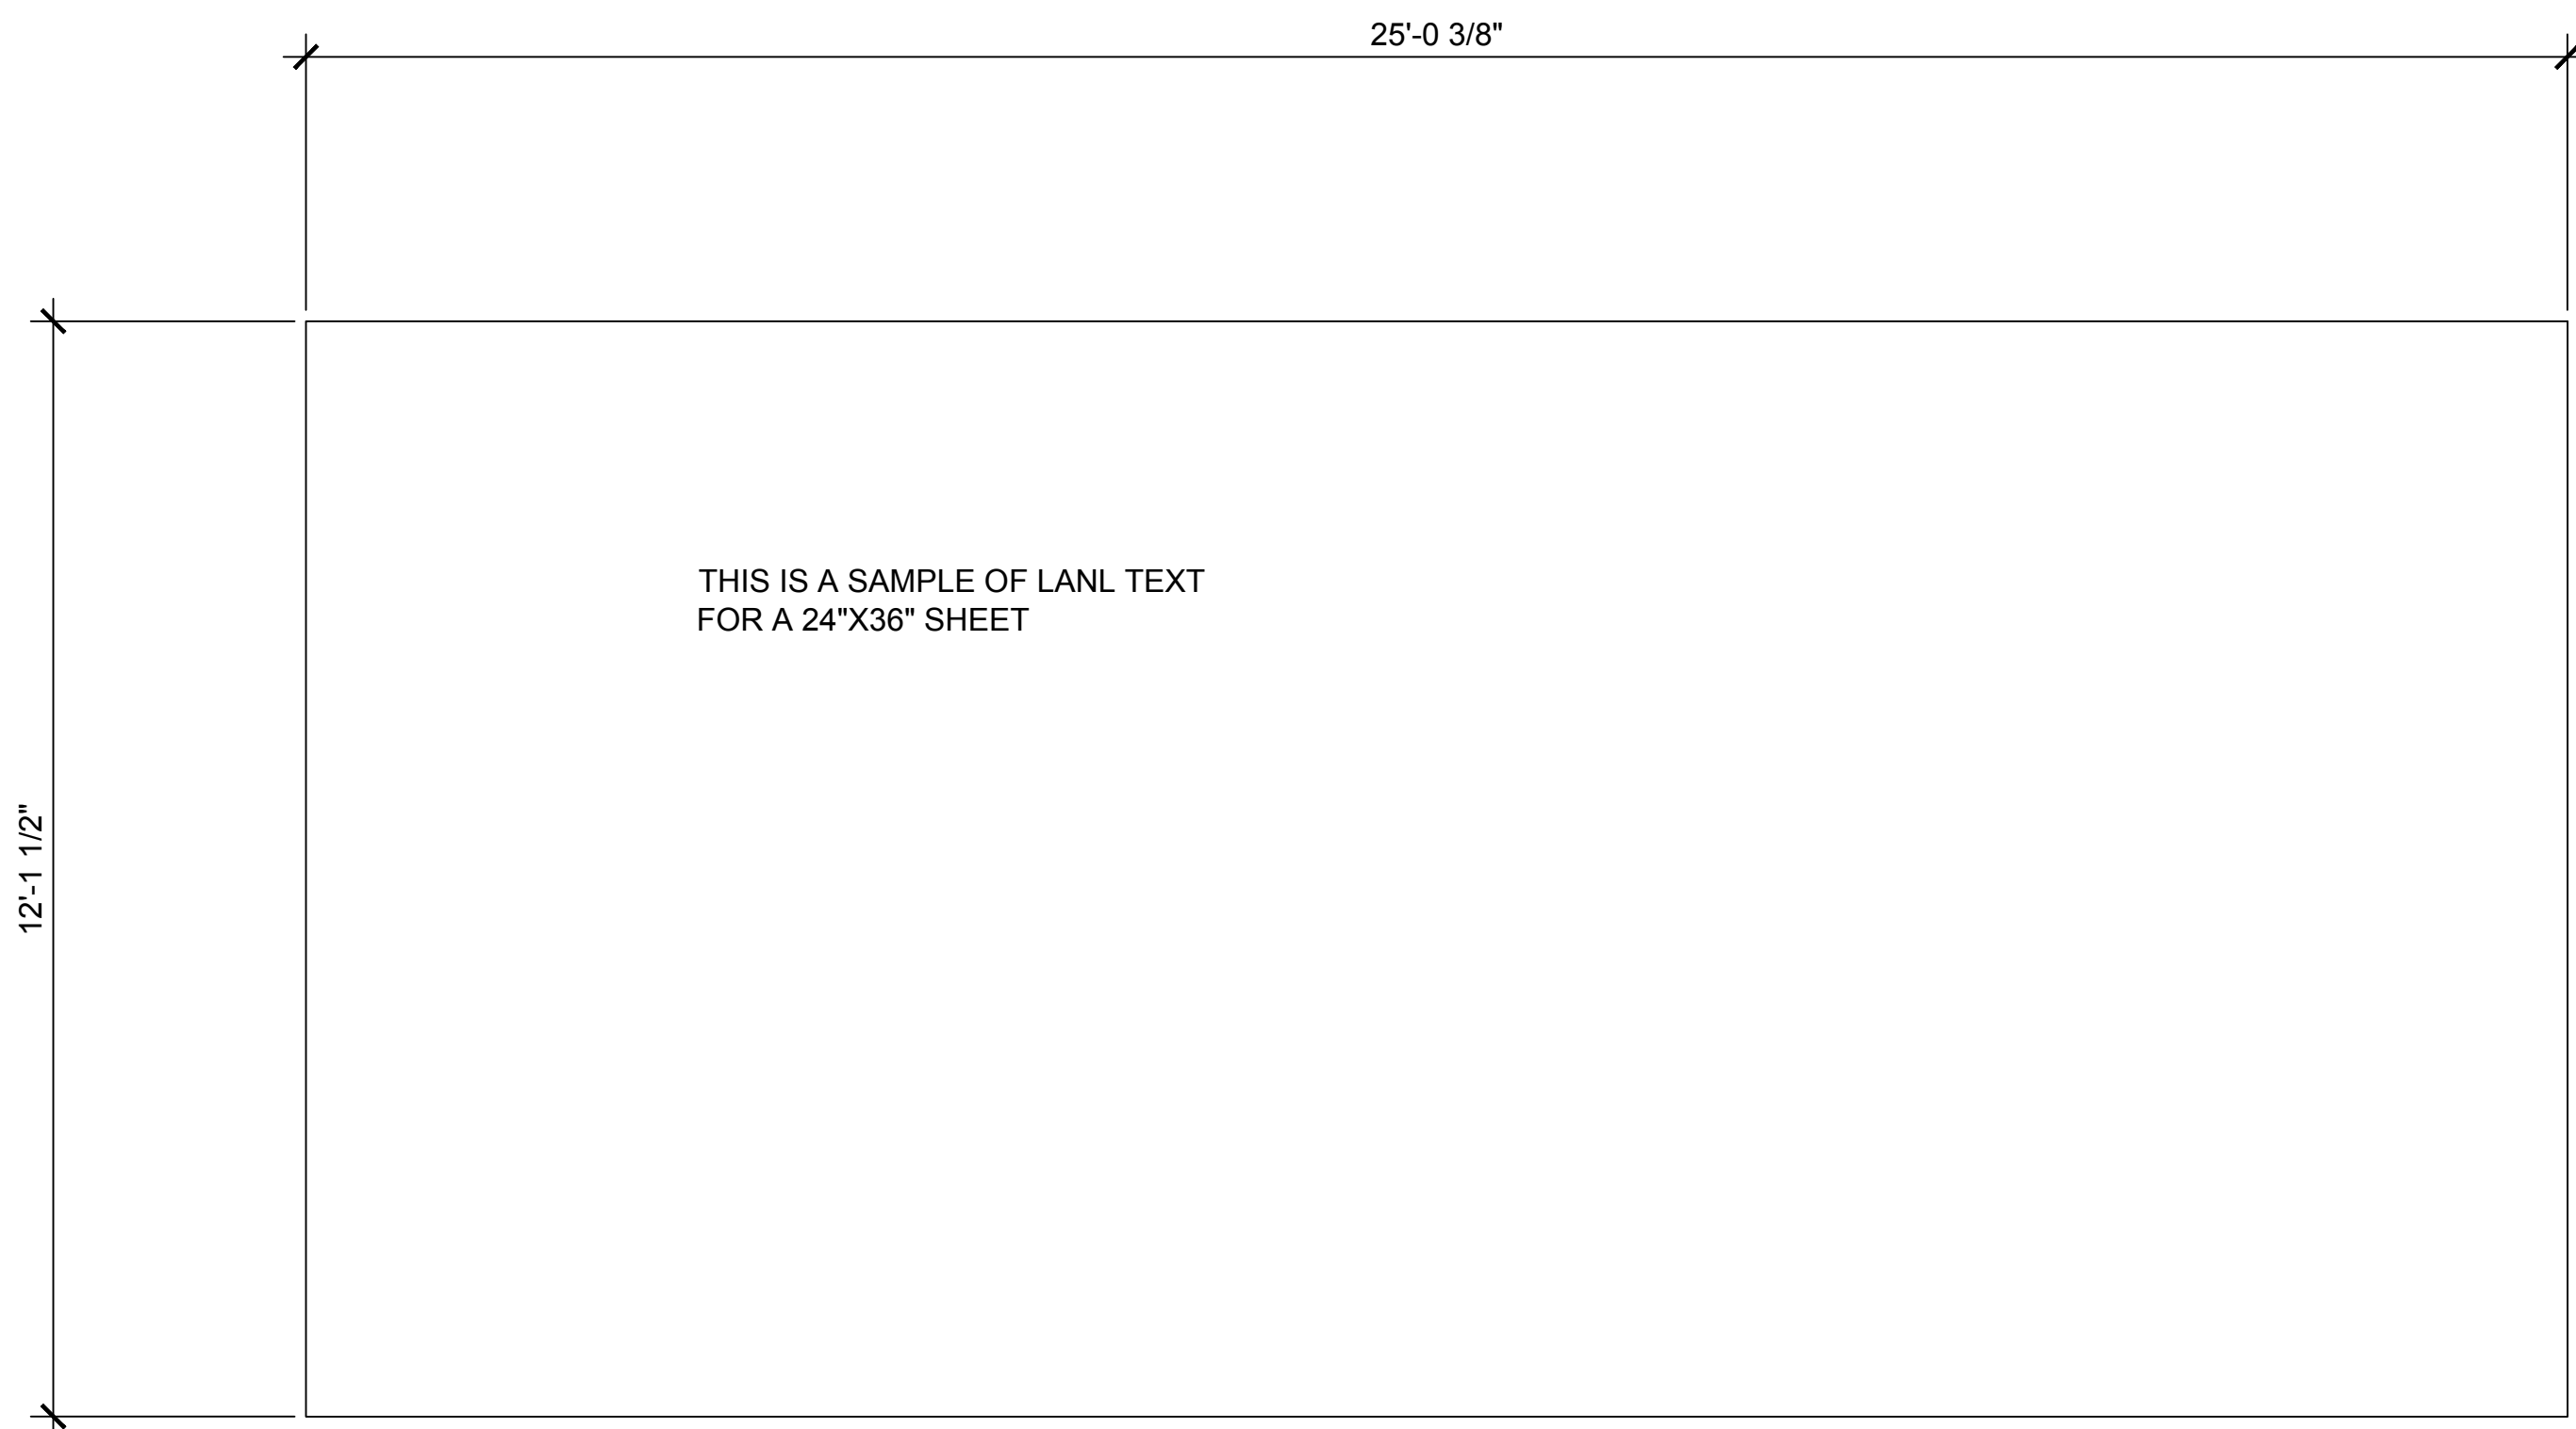 25'-0 3/8"
THIS IS A SAMPLE OF LANL TEXT
FOR A 24"X36" SHEET
12'-1 1/2"